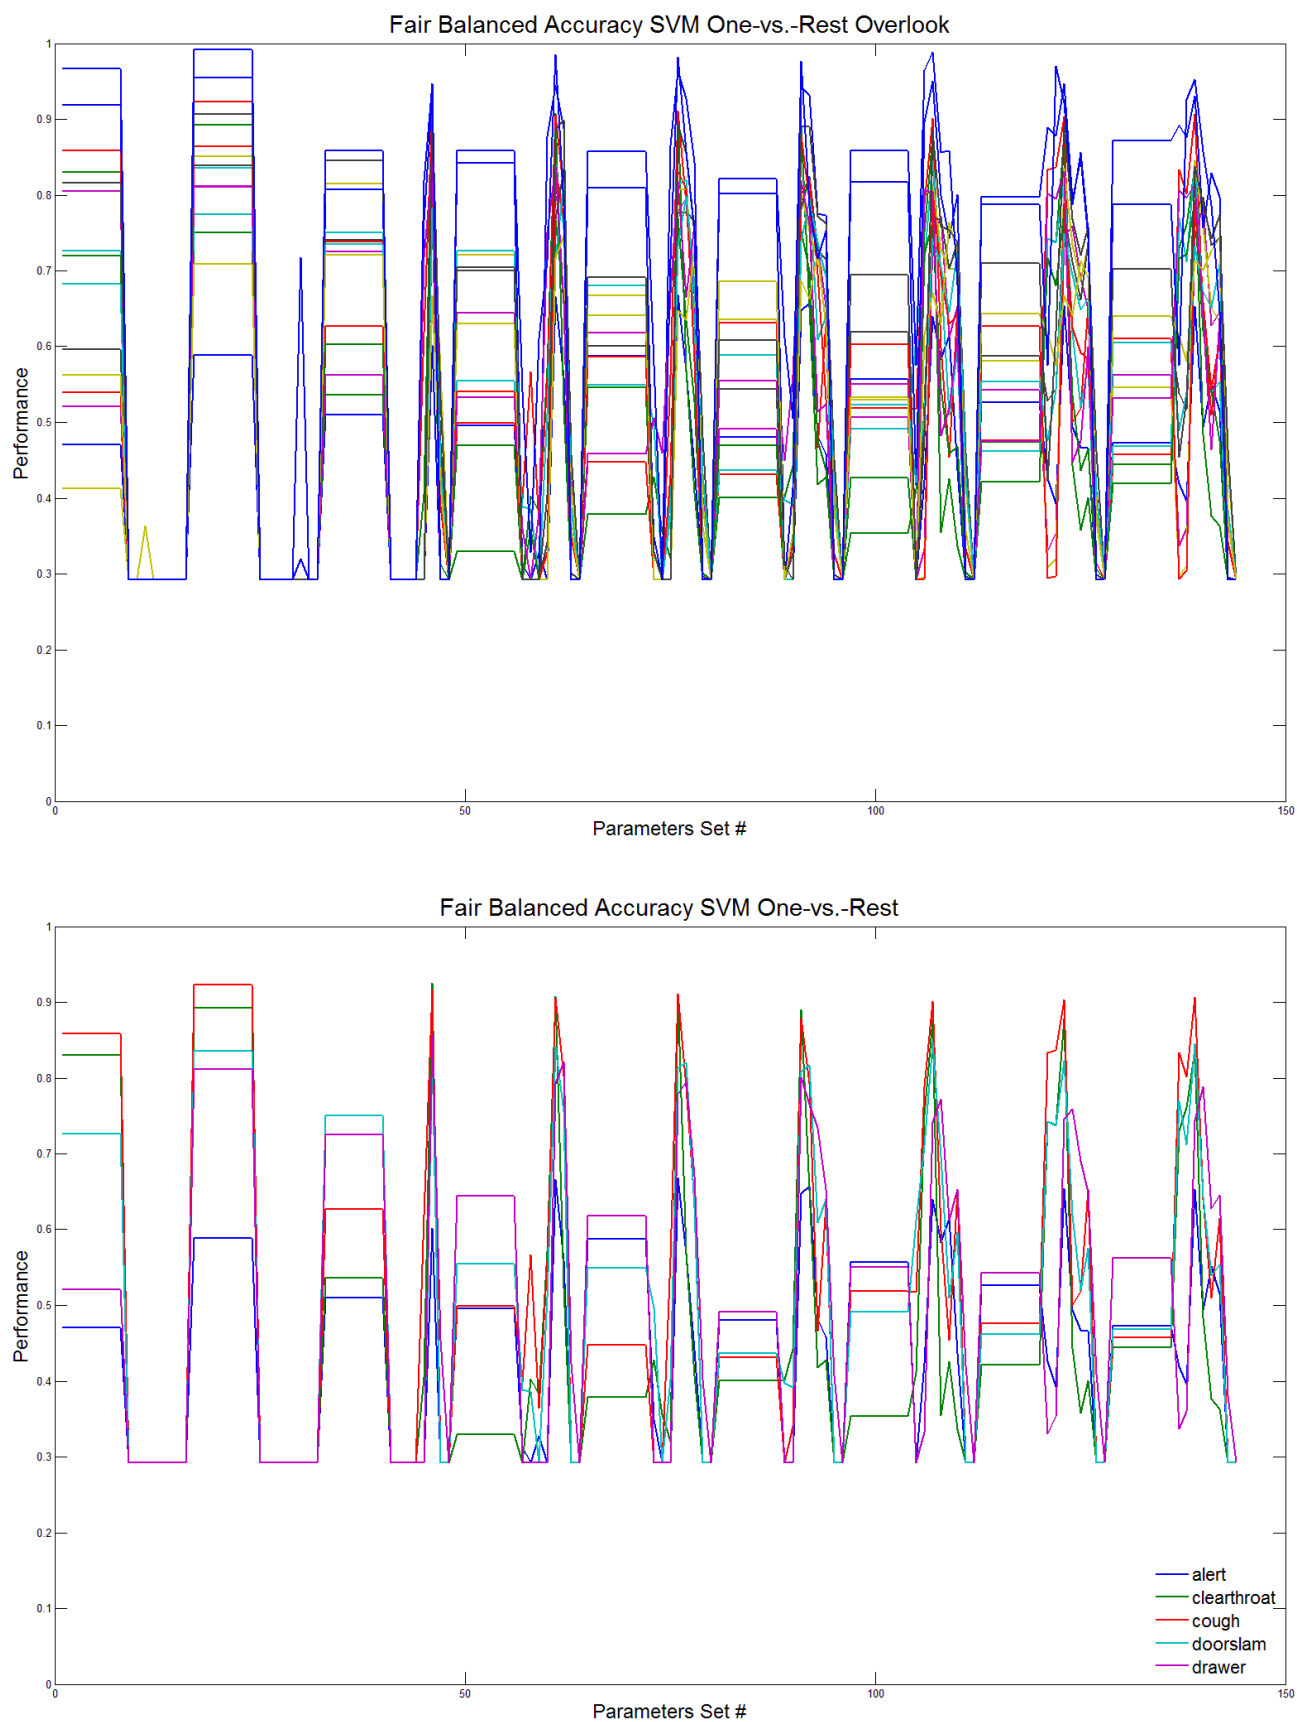 Fair Balanced Accuracy SVM One-vs.-Rest Overlook
1
0.9
0.8
0.7
0.6
0.5
0.4
0.3
0.2
0.1
0
Performance
0 50 100 150
Parameters Set #
Fair Balanced Accuracy SVM One-vs.-Rest
1
0.9
0.8
0.7
0.6
0.5
0.4
0.3
0.2
0.1
0
Performance
alert
clearthroat
cough
doorslam
drawer
0 50 100 150
Parameters Set #